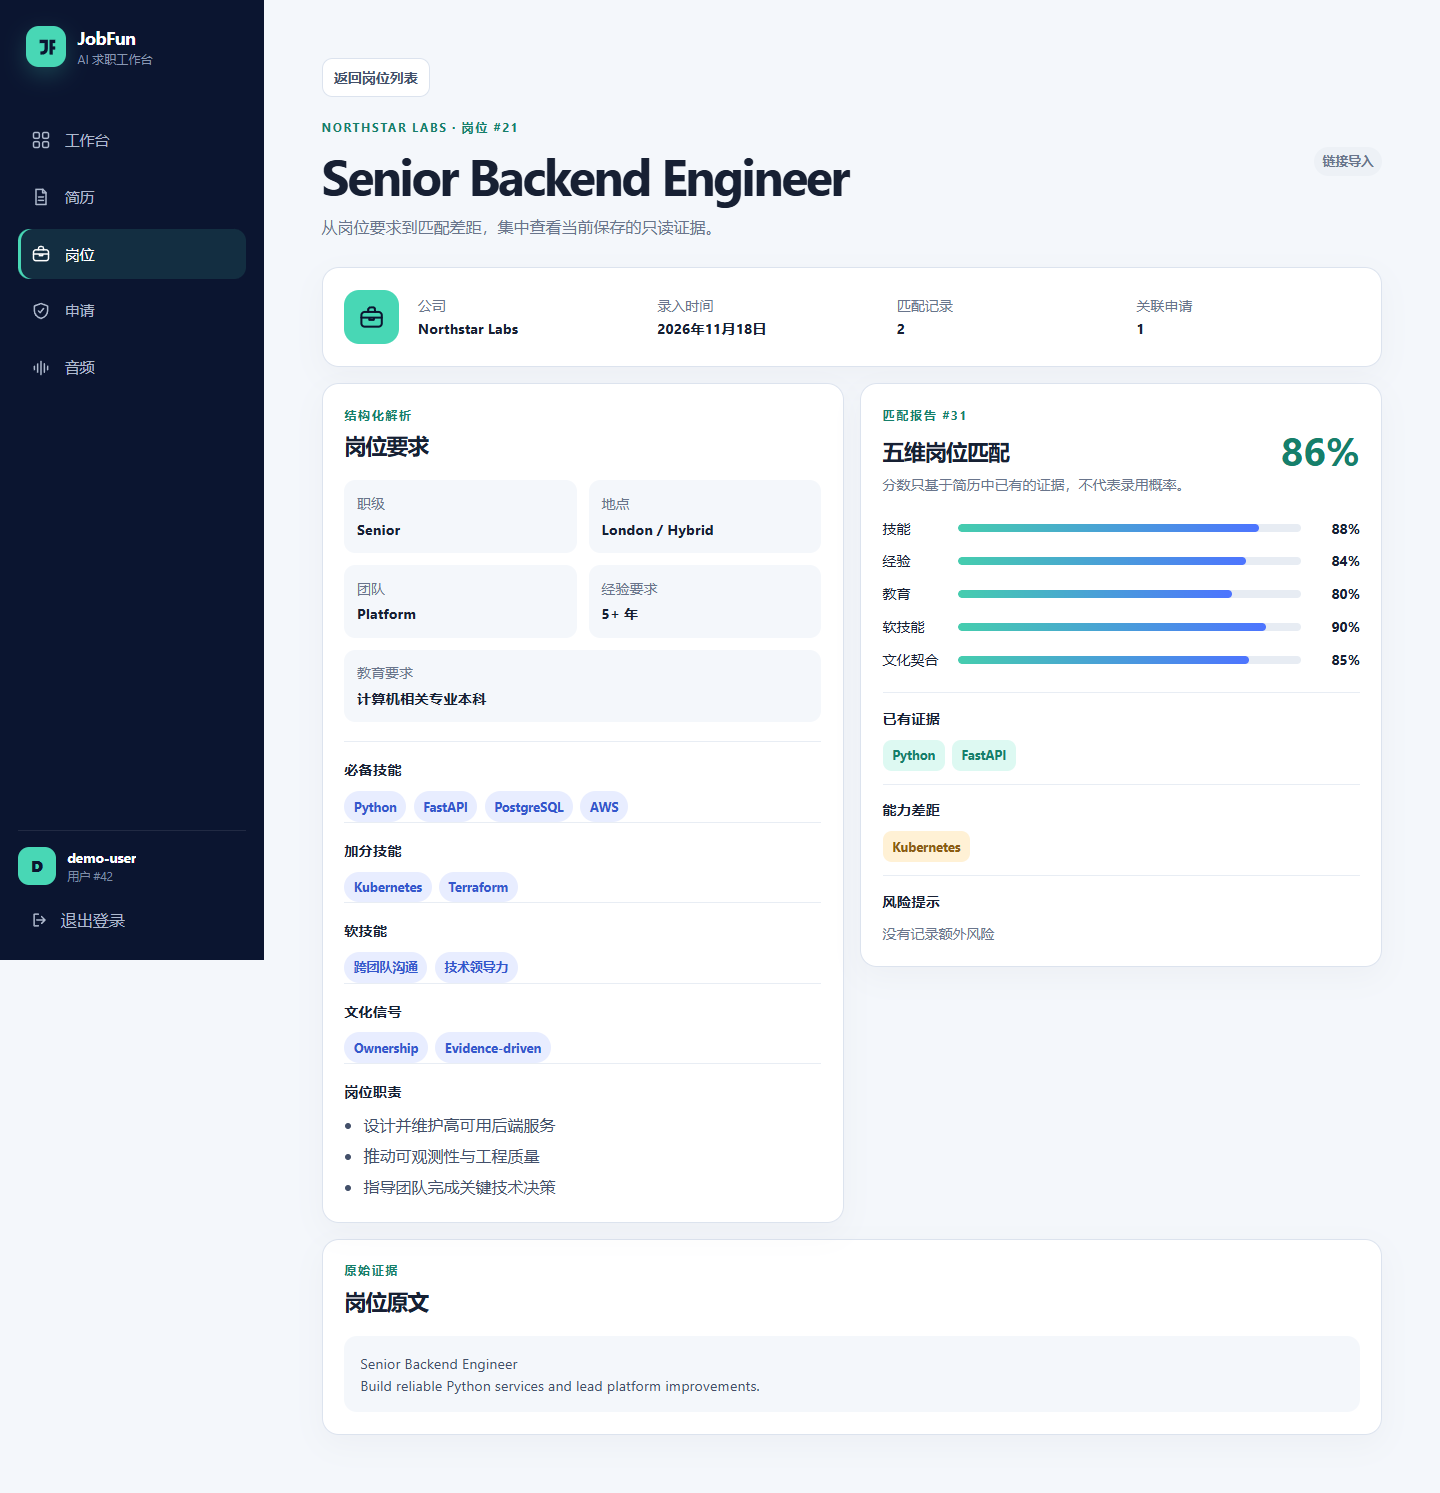 JF
JobFun
AI 求职工作台
工作台
简历
岗位
申请
音频
D
demo-user
用户 #42
退出登录
返回岗位列表
NORTHSTAR LABS · 岗位 #21
Senior Backend Engineer
链接导入
从岗位要求到匹配差距，集中查看当前保存的只读证据。
公司
Northstar Labs
录入时间
2026年11月18日
匹配记录
2
关联申请
1
结构化解析
岗位要求
职级
Senior
地点
London / Hybrid
团队
Platform
经验要求
5+ 年
教育要求
计算机相关专业本科
必备技能
Python FastAPI PostgreSQL AWS
加分技能
Kubernetes Terraform
软技能
跨团队沟通 技术领导力
文化信号
Ownership Evidence-driven
岗位职责
• 设计并维护高可用后端服务
• 推动可观测性与工程质量
• 指导团队完成关键技术决策
匹配报告 #31
五维岗位匹配
86%
分数只基于简历中已有的证据，不代表录用概率。
技能 88%
经验 84%
教育 80%
软技能 90%
文化契合 85%
已有证据
Python FastAPI
能力差距
Kubernetes
风险提示
没有记录额外风险
原始证据
岗位原文
Senior Backend Engineer
Build reliable Python services and lead platform improvements.